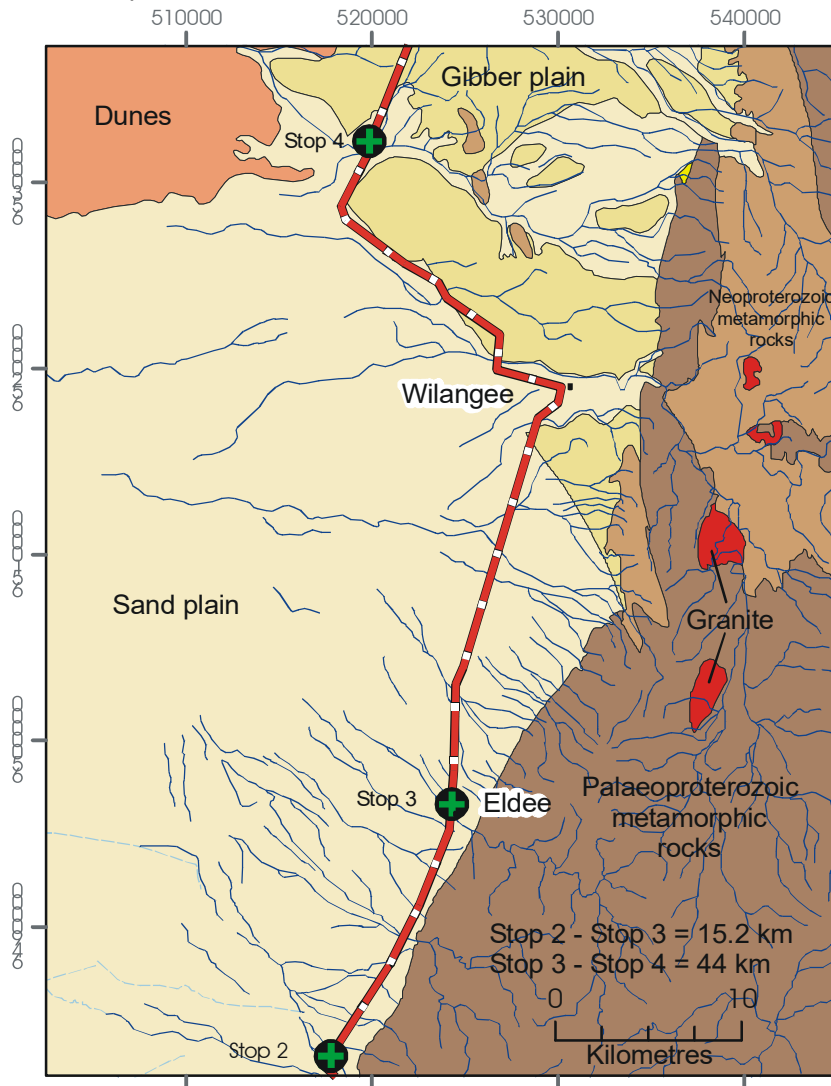 510000 520000 530000 540000
Gibber plain
Dunes
Stop 4
Neoproterozoic
metamorphic
rocks
Wilangee
Sand plain
Granite
Stop 3
Eldee
Palaeoproterozoic
metamorphic
rocks
Stop 2 - Stop 3 = 15.2 km
Stop 3 - Stop 4 = 44 km
0 10
Kilometres
Stop 2